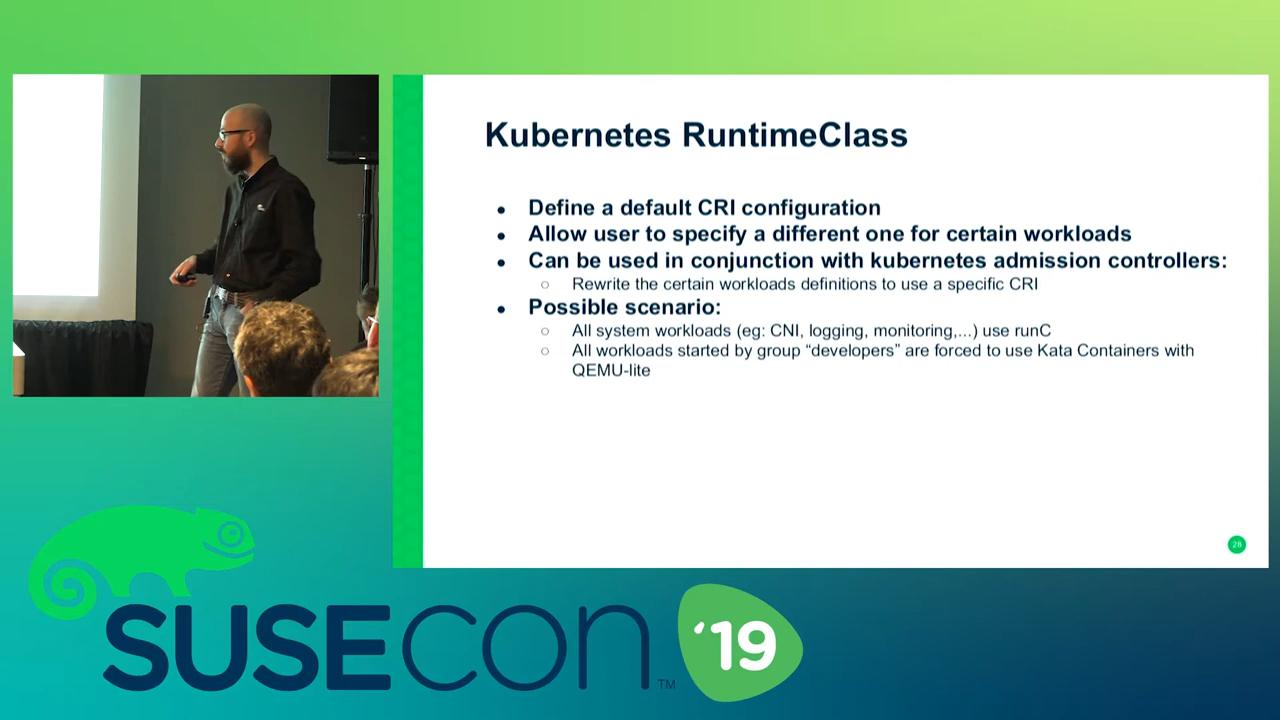 Kubernetes RuntimeClass
● Define a default CRI configuration
● Allow user to specify a different one for certain workloads
● Can be used in conjunction with kubernetes admission controllers:
○ Rewrite the certain workloads definitions to use a specific CRI
● Possible scenario:
○ All system workloads (eg: CNI, logging, monitoring,...) use runC
○ All workloads started by group “developers” are forced to use Kata Containers with
QEMU-lite
28
SUSECON ™ ‘19